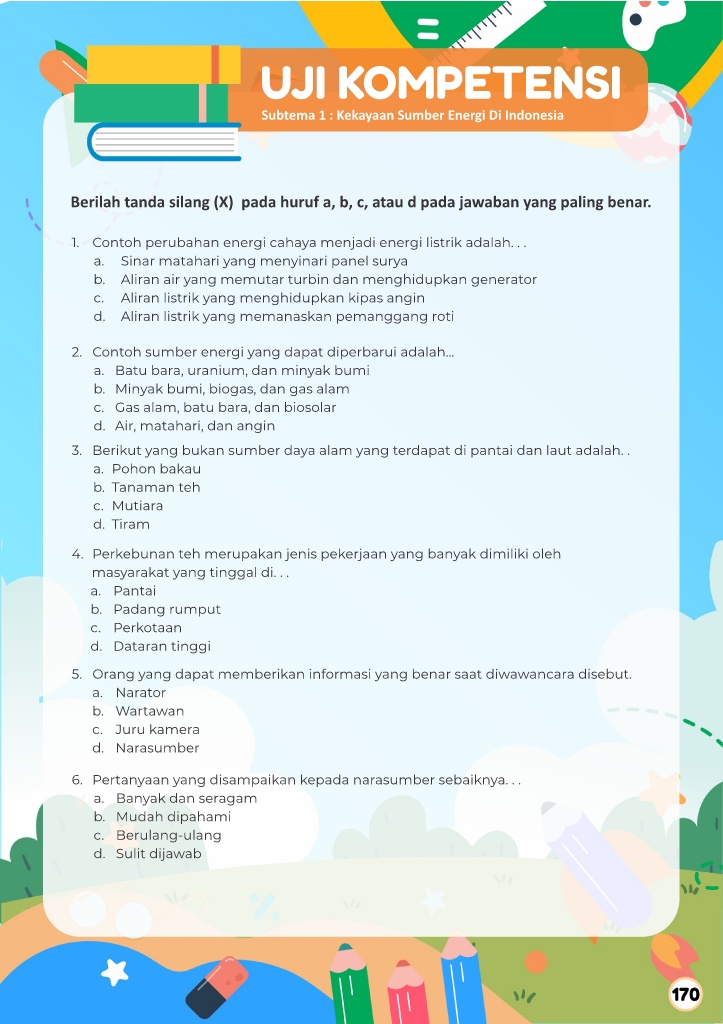 UJI KOMPETENSI
Subtema 1 : Kekayaan Sumber Energi Di Indonesia
Berilah tanda silang (X) pada huruf a, b, c, atau d pada jawaban yang paling benar.
1. Contoh perubahan energi cahaya menjadi energi listrik adalah. . .
a. Sinar matahari yang menyinari panel surya
b. Aliran air yang memutar turbin dan menghidupkan generator
c. Aliran listrik yang menghidupkan kipas angin
d. Aliran listrik yang memanaskan pemanggang roti
2. Contoh sumber energi yang dapat diperbarui adalah...
a. Batu bara, uranium, dan minyak bumi
b. Minyak bumi, biogas, dan gas alam
c. Gas alam, batu bara, dan biosolar
d. Air, matahari, dan angin
3. Berikut yang bukan sumber daya alam yang terdapat di pantai dan laut adalah. .
a. Pohon bakau
b. Tanaman teh
c. Mutiara
d. Tiram
4. Perkebunan teh merupakan jenis pekerjaan yang banyak dimiliki oleh
masyarakat yang tinggal di. . .
a. Pantai
b. Padang rumput
c. Perkotaan
d. Dataran tinggi
5. Orang yang dapat memberikan informasi yang benar saat diwawancara disebut.
a. Narator
b. Wartawan
c. Juru kamera
d. Narasumber
6. Pertanyaan yang disampaikan kepada narasumber sebaiknya. . .
a. Banyak dan seragam
b. Mudah dipahami
c. Berulang-ulang
d. Sulit dijawab
170